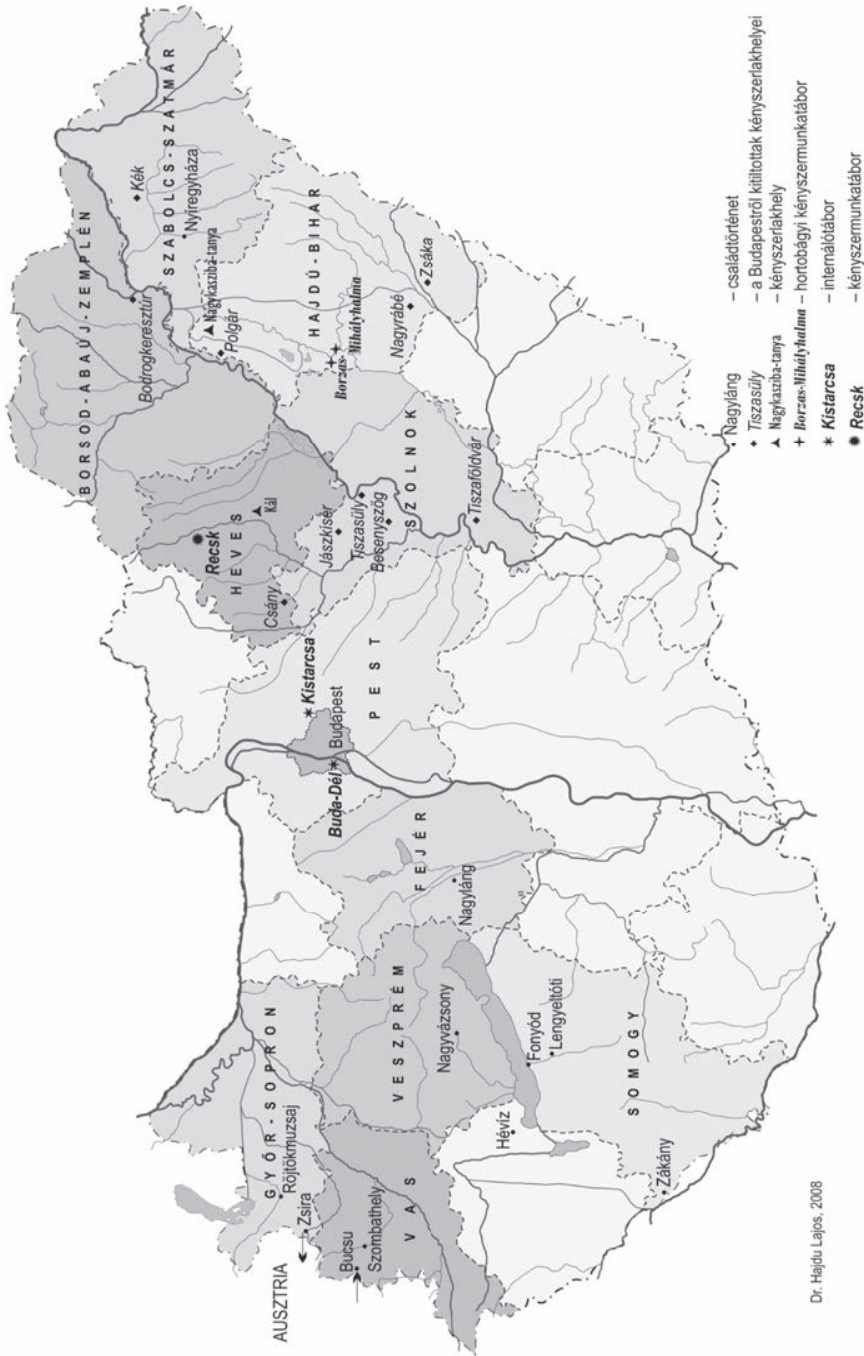 AUSZTRIA
GYŐR-SOPRON
Röjtökmuzsaj
Zsira
Bucsu
Szombathely
VAS
VESZPRÉM
Nagyvázsony
Hévíz
Fonyód
Lengyeltóti
SOMOGY
Zákány
FEJÉR
Nagyláng
Buda-Dél
Budapest
Kistarcsa
PEST
Recsk
HEVES
Kál
Csány
Jászkisér
Tiszasüly
Besenyszög
SZOLNOK
Tiszaföldvár
BORSOD-ABAÚJ-ZEMPLÉN
Bodrogkeresztúr
SZABOLCS-SZATMÁR
Kék
Nyíregyháza
Nagykasziba-tanya
Polgár
HAJDÚ-BIHAR
Borzas-
Mihályhalma
Nagyrábé
Zsáka
Nagyláng – családtörténet
Tiszasüly – a Budapestről kitiltottak kényszerlakhelyei
Nagykasziba-tanya – kényszerlakhely
Borzas-Mihályhalma – hortobágyi kényszermunkatábor
Kistarcsa – internálótábor
Recsk – kényszermunkatábor
Dr. Hajdu Lajos, 2008